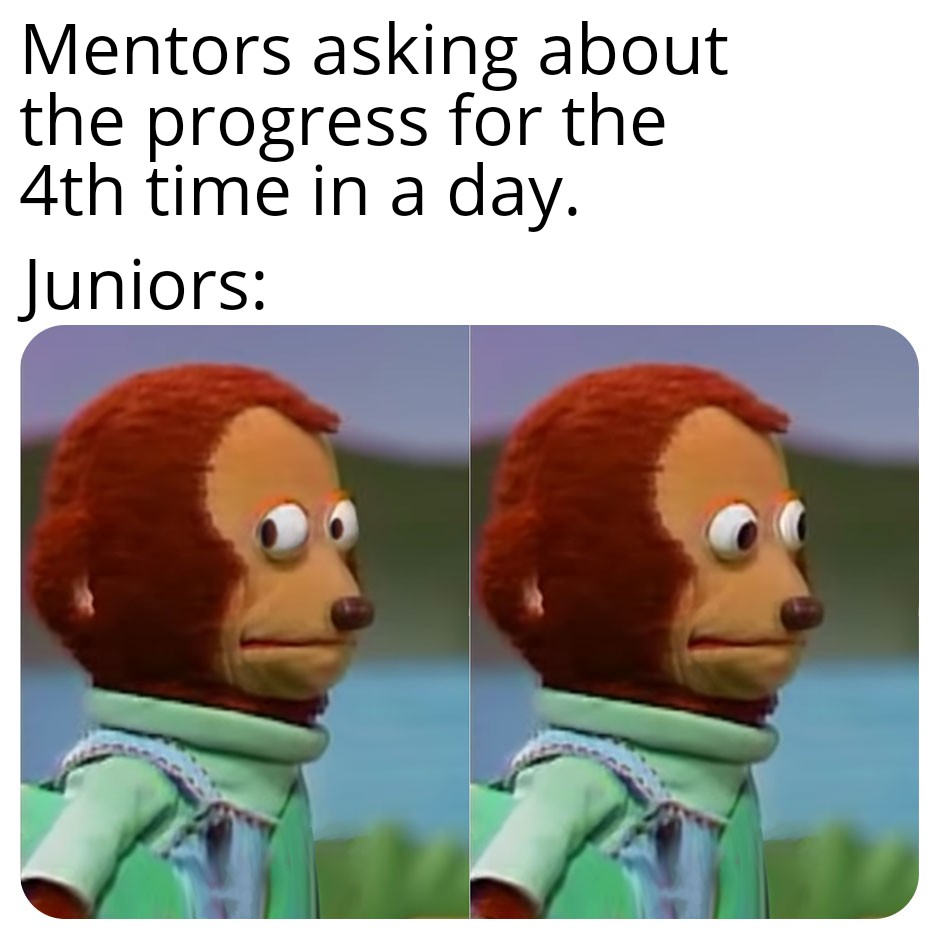 Mentors asking about
the progress for the
4th time in a day.
Juniors: